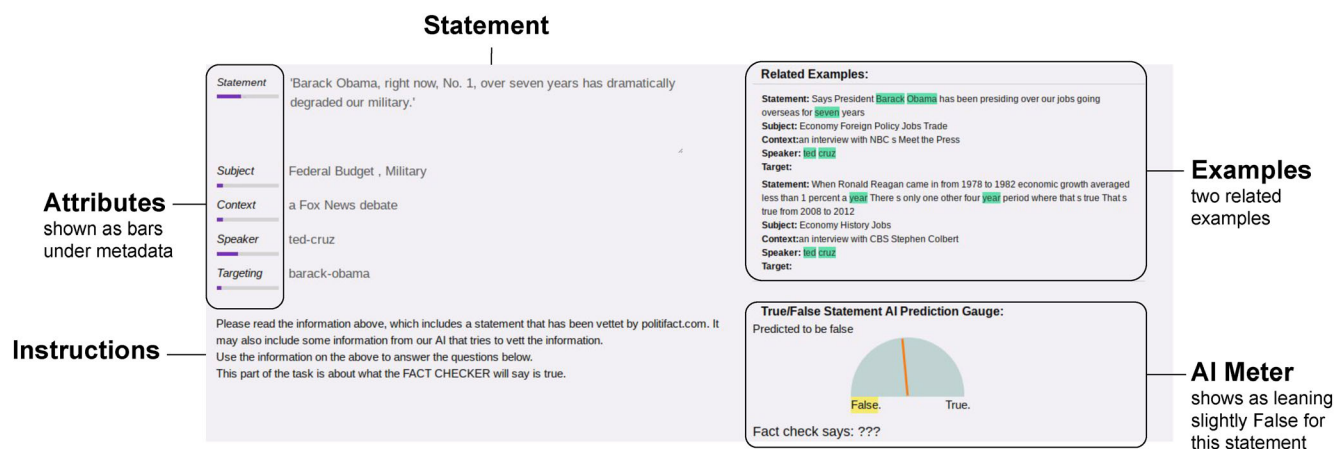 Statement
Statement
'Barack Obama, right now, No. 1, over seven years has dramatically
degraded our military.'
Subject
Federal Budget , Military
Context
a Fox News debate
Speaker
ted-cruz
Targeting
barack-obama
Attributes
shown as bars
under metadata
Please read the information above, which includes a statement that has been vettet by politifact.com. It
may also include some information from our AI that tries to vett the information.
Use the information on the above to answer the questions below.
This part of the task is about what the FACT CHECKER will say is true.
Instructions
Related Examples:
Statement: Says President Barack Obama has been presiding over our jobs going
overseas for seven years
Subject: Economy Foreign Policy Jobs Trade
Context:an interview with NBC s Meet the Press
Speaker: ted cruz
Target:
Statement: When Ronald Reagan came in from 1978 to 1982 economic growth averaged
less than 1 percent a year There s only one other four year period where that s true That s
true from 2008 to 2012
Subject: Economy History Jobs
Context:an interview with CBS Stephen Colbert
Speaker: ted cruz
Target:
Examples
two related
examples
True/False Statement AI Prediction Gauge:
Predicted to be false
False.
True.
Fact check says: ???
AI Meter
shows as leaning
slightly False for
this statement